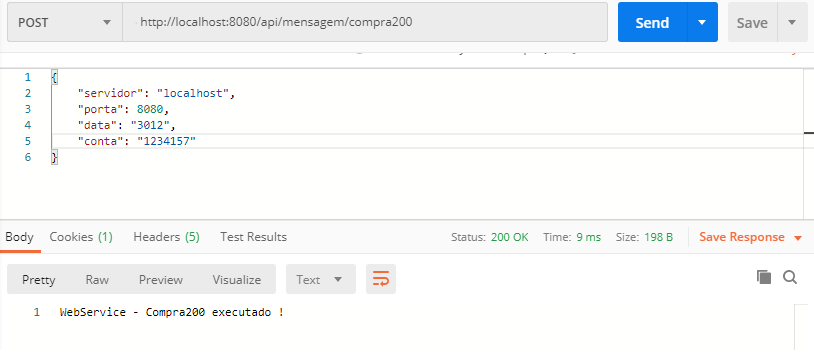 POST http://localhost:8080/api/mensagem/compra200 Send Save
1 {
2 "servidor": "localhost",
3 "porta": 8080,
4 "data": "3012",
5 "conta": "1234157"
6 }
Body Cookies (1) Headers (5) Test Results Status: 200 OK Time: 9 ms Size: 198 B Save Response
Pretty Raw Preview Visualize Text
1 WebService - Compra200 executado !